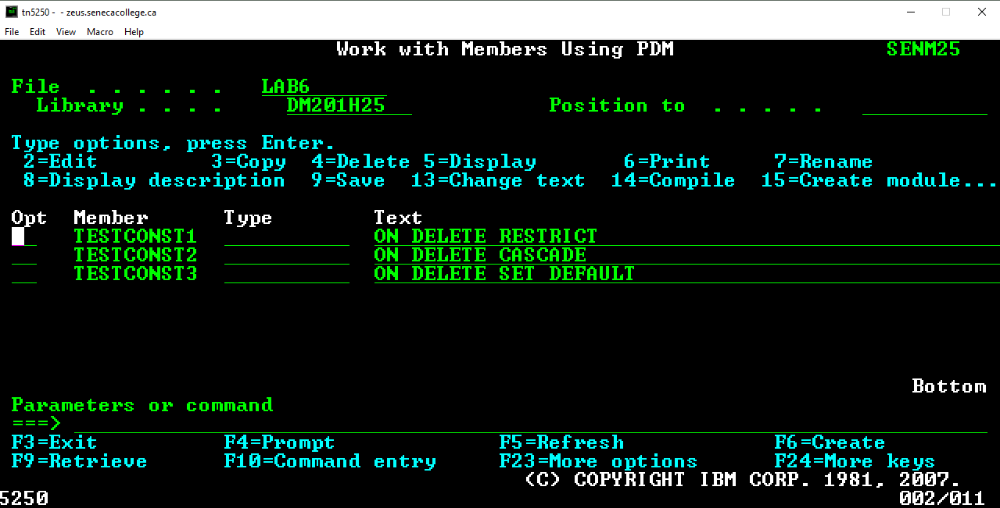 tn5250 - - zeus.senecacollege.ca
File Edit View Macro Help
Work with Members Using PDM SENM25
File . . . . . . LAB6
Library . . . . DM201H25 Position to . . . . .
Type options, press Enter.
2=Edit 3=Copy 4=Delete 5=Display 6=Print 7=Rename
8=Display description 9=Save 13=Change text 14=Compile 15=Create module...
Opt Member Type Text
TESTCONST1 ON DELETE RESTRICT
TESTCONST2 ON DELETE CASCADE
TESTCONST3 ON DELETE SET DEFAULT
Bottom
Parameters or command
===>
F3=Exit F4=Prompt F5=Refresh F6=Create
F9=Retrieve F10=Command entry F23=More options F24=More keys
(C) COPYRIGHT IBM CORP. 1981, 2007.
5250 002/011